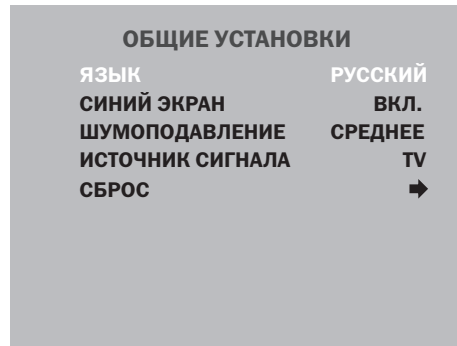 ОБЩИЕ УСТАНОВКИ
ЯЗЫК РУССКИЙ
СИНИЙ ЭКРАН ВКЛ.
ШУМОПОДАВЛЕНИЕ СРЕДНЕЕ
ИСТОЧНИК СИГНАЛА TV
СБРОС